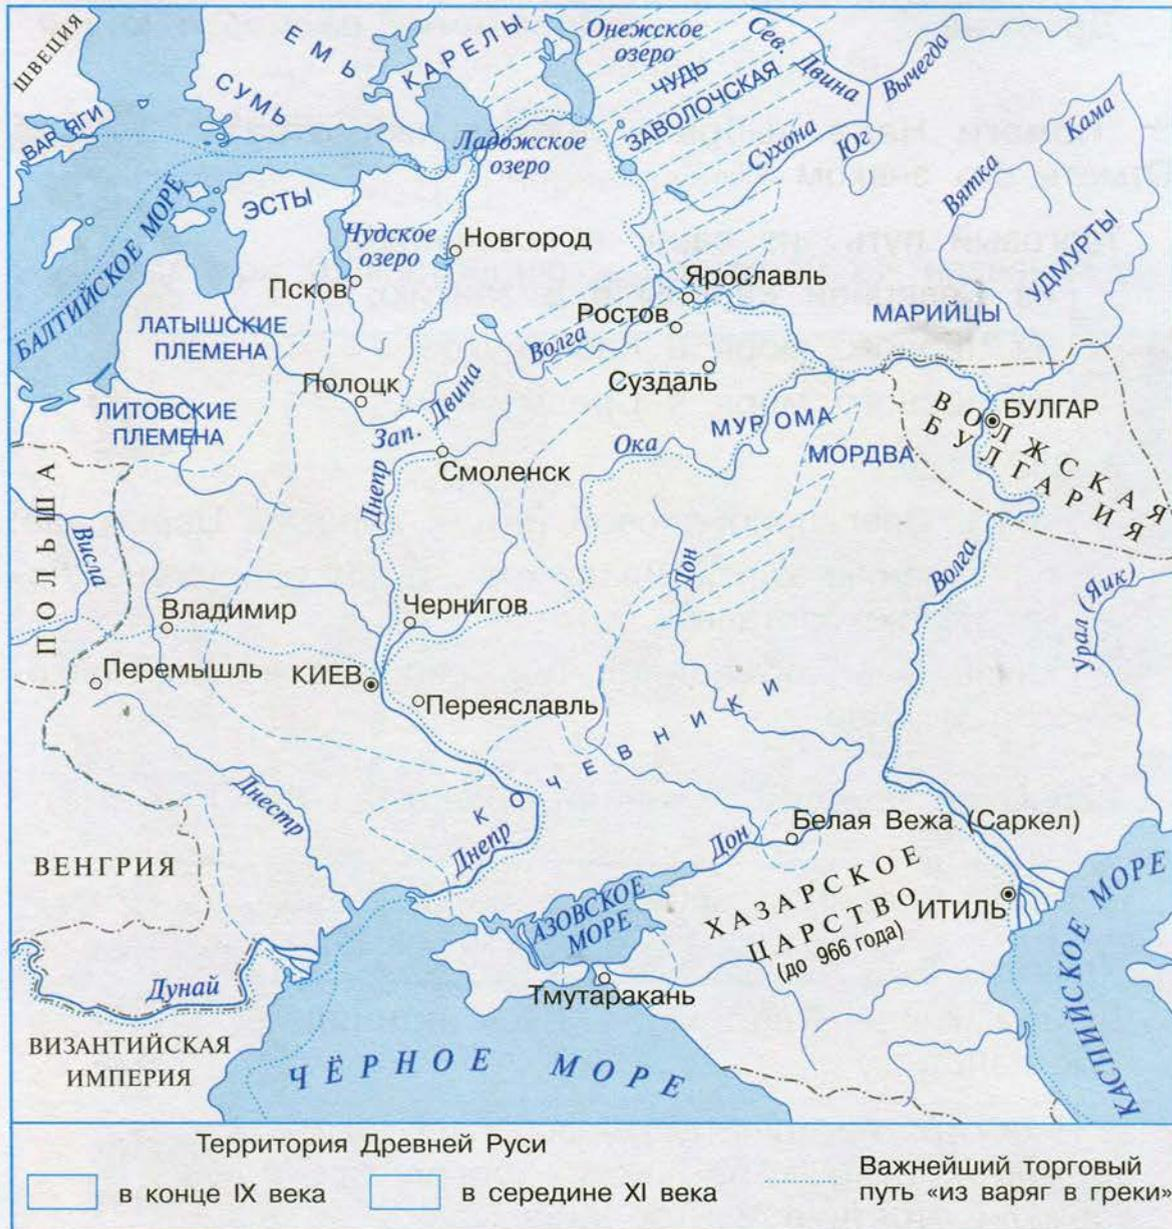 ШВЕЦИЯ
ВАРЯГИ
СУМЬ
ЕМЬ
КАРЕЛЫ
Онежское
озеро
Ладожское
озеро
ЧУДЬ
ЗАВОЛОЧСКАЯ
Сев. Двина
Вычегда
Сухона
Юг
Кама
Вятка
УДМУРТЫ
МАРИЙЦЫ
БАЛТИЙСКОЕ МОРЕ
ЭСТЫ
Чудское
озеро
Новгород
Псков
Ярославль
Ростов
Суздаль
Волга
ЛАТЫШСКИЕ
ПЛЕМЕНА
ЛИТОВСКИЕ
ПЛЕМЕНА
Полоцк
Зап. Двина
Смоленск
Днепр
Ока
МУРОМА
МОРДВА
БУЛГАР
ВОЛЖСКАЯ
БУЛГАРИЯ
ПОЛЬША
Висла
Владимир
Перемышль
КИЕВ
Чернигов
Переяславль
Дон
Волга
Урал (Яик)
КОЧЕВНИКИ
Днестр
Днепр
Дон
Белая Вежа (Саркел)
ВЕНГРИЯ
АЗОВСКОЕ
МОРЕ
ХАЗАРСКОЕ
ЦАРСТВО
(до 966 года)
ИТИЛЬ
КАСПИЙСКОЕ МОРЕ
Дунай
Тмутаракань
ВИЗАНТИЙСКАЯ
ИМПЕРИЯ
ЧЁРНОЕ МОРЕ
Территория Древней Руси
в конце IX века
в середине XI века
Важнейший торговый
путь «из варяг в греки»